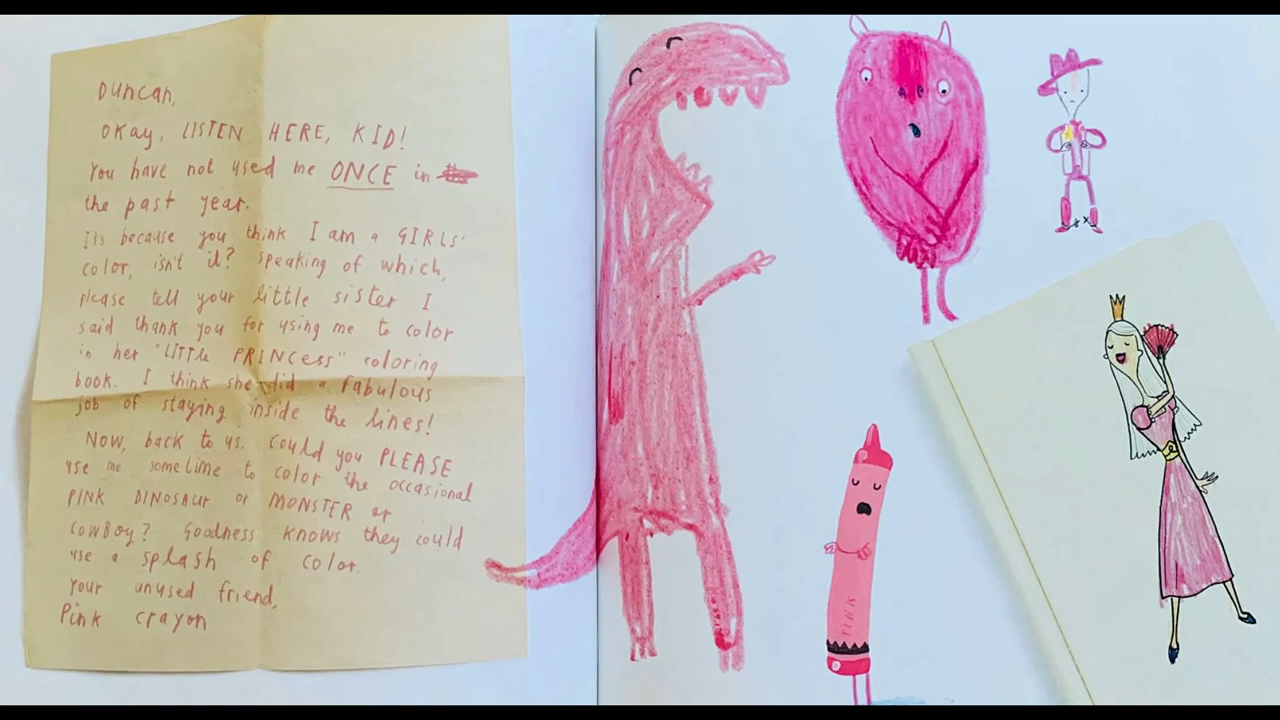 Duncan,
Okay, LISTEN HERE, KID!
You have not used me ONCE in
the past year.
Its because you think I am a GIRLS'
color, isn't it? Speaking of which,
please tell your little sister I
said thank you for using me to color
in her "LITTLE PRINCESS" coloring
book. I think she did a fabulous
job of staying inside the lines!
Now, back to us. Could you PLEASE
use me sometime to color the occasional
PINK DINOSAUR or MONSTER or
COWBOY? Goodness knows they could
use a splash of color.
Your unused friend,
Pink crayon
PINK